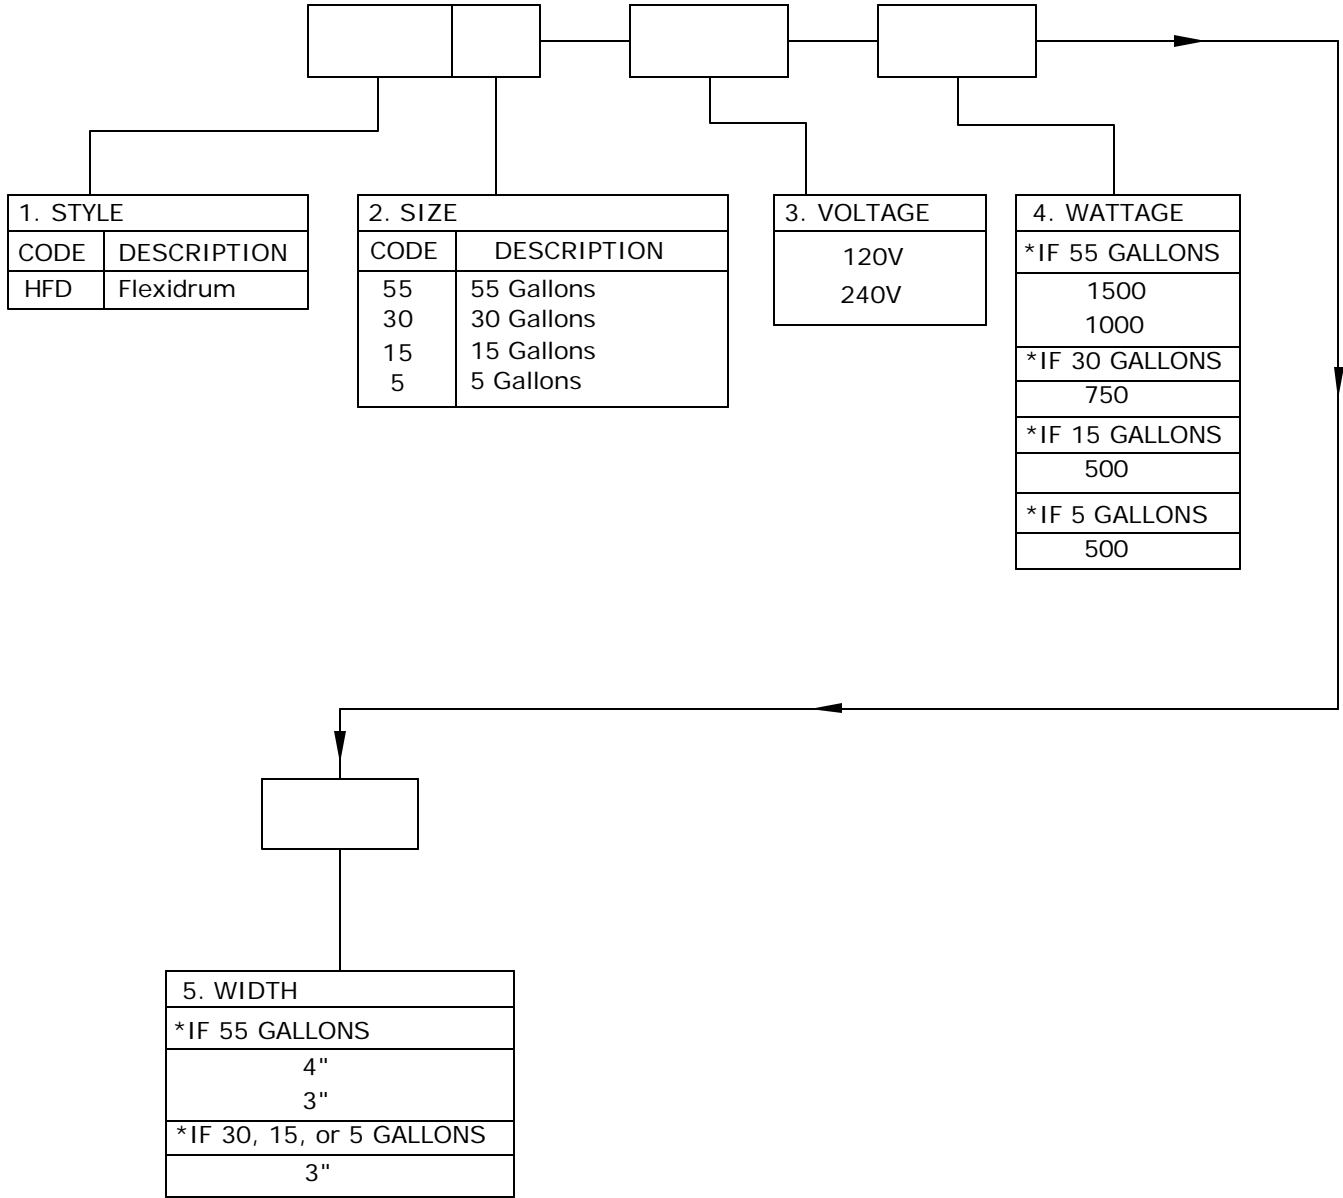 1. STYLE
CODE DESCRIPTION
HFD Flexidrum
2. SIZE
CODE DESCRIPTION
55 55 Gallons
30 30 Gallons
15 15 Gallons
5 5 Gallons
3. VOLTAGE
120V
240V
4. WATTAGE
*IF 55 GALLONS
1500
1000
*IF 30 GALLONS
750
*IF 15 GALLONS
500
*IF 5 GALLONS
500
5. WIDTH
*IF 55 GALLONS
4"
3"
*IF 30, 15, or 5 GALLONS
3"